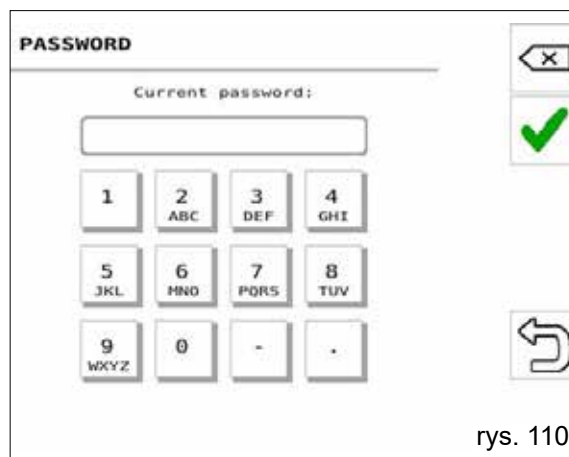 PASSWORD
Current password:
1 2 3 4
ABC DEF GHI
5 6 7 8
JKL MNO PQRS TUV
9 0 - .
WXYZ
rys. 110